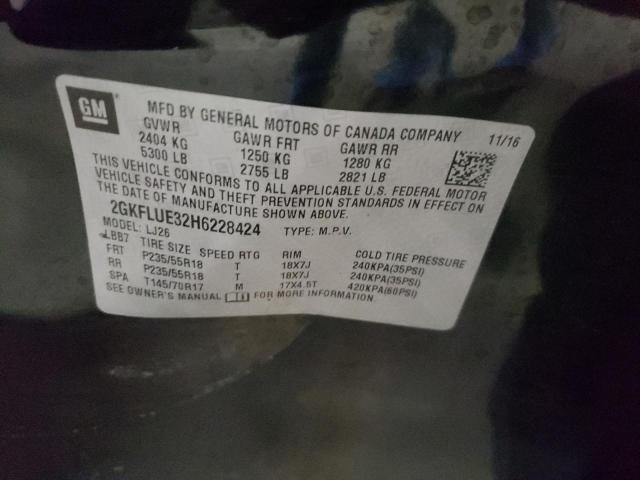 GM
MFD BY GENERAL MOTORS OF CANADA COMPANY
11/16
GVWR GAWR FRT GAWR RR
2404 KG 1250 KG 1280 KG
5300 LB 2755 LB 2821 LB
THIS VEHICLE CONFORMS TO ALL APPLICABLE U.S. FEDERAL MOTOR
VEHICLE SAFETY AND THEFT PREVENTION STANDARDS IN EFFECT ON
THE DATE OF MANUFACTURE SHOWN ABOVE.
2GKFLUE32H6228424 TYPE: M.P.V.
MODEL: LJ26
LBB7 TIRE SIZE SPEED RTG RIM COLD TIRE PRESSURE
FRT P235/55R18 T 18X7J 240KPA(35PSI)
RR P235/55R18 T 18X7J 240KPA(35PSI)
SPA T145/70R17 M 17X4.5T 420KPA(60PSI)
SEE OWNER'S MANUAL FOR MORE INFORMATION